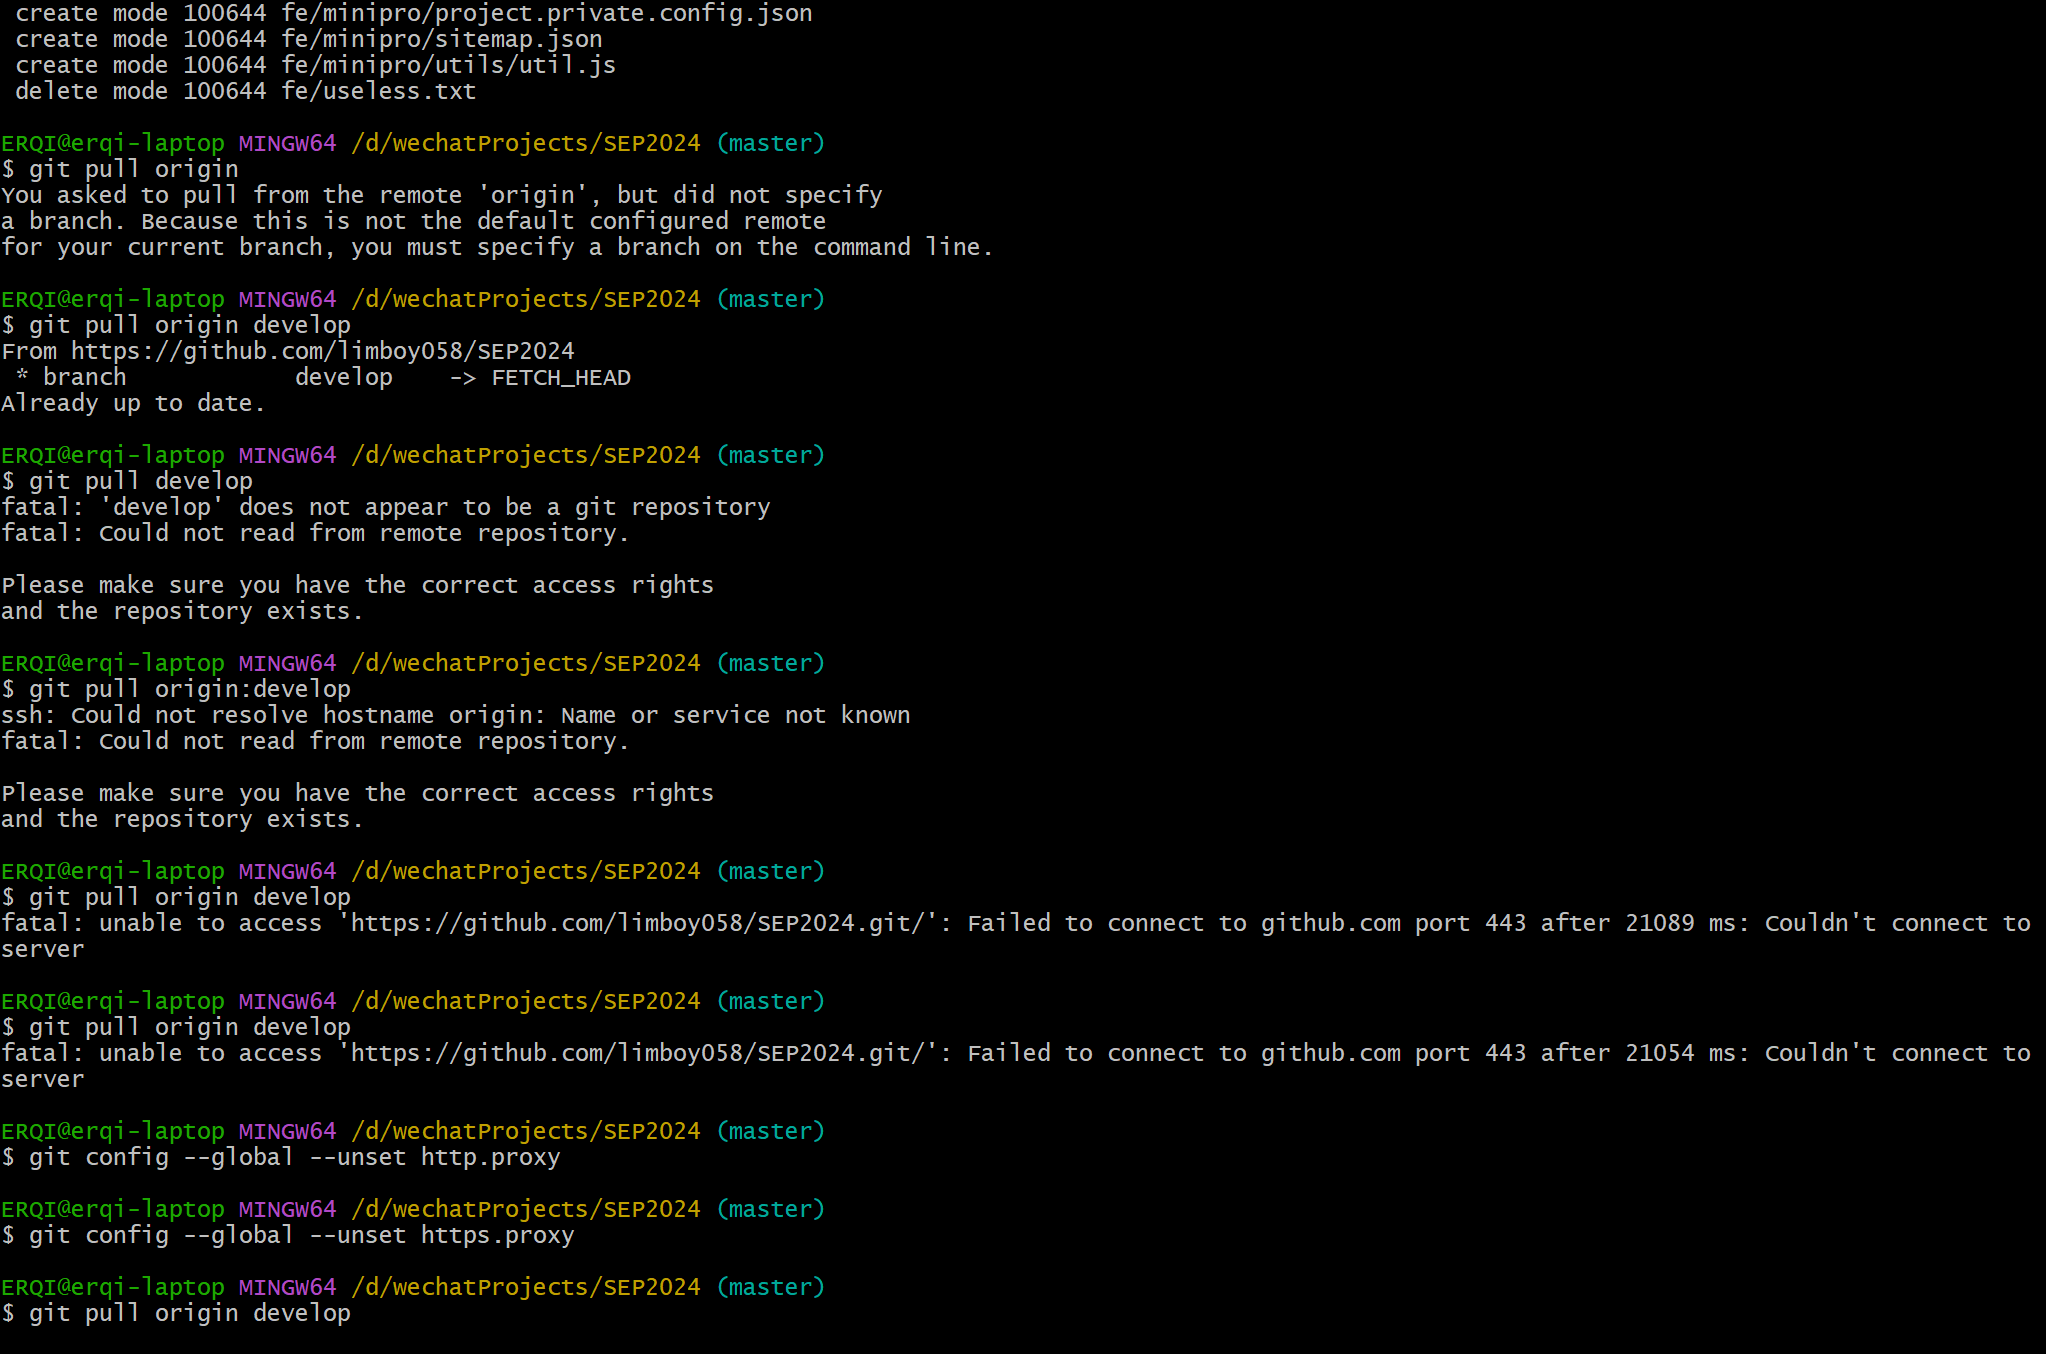 create mode 100644 fe/minipro/project.private.config.json
create mode 100644 fe/minipro/sitemap.json
create mode 100644 fe/minipro/utils/util.js
delete mode 100644 fe/useless.txt
ERQI@erqi-laptop MINGW64 /d/wechatProjects/SEP2024 (master)
$ git pull origin
You asked to pull from the remote 'origin', but did not specify
a branch. Because this is not the default configured remote
for your current branch, you must specify a branch on the command line.
ERQI@erqi-laptop MINGW64 /d/wechatProjects/SEP2024 (master)
$ git pull origin develop
From https://github.com/limboy058/SEP2024
* branch            develop    -> FETCH_HEAD
Already up to date.
ERQI@erqi-laptop MINGW64 /d/wechatProjects/SEP2024 (master)
$ git pull develop
fatal: 'develop' does not appear to be a git repository
fatal: Could not read from remote repository.
Please make sure you have the correct access rights
and the repository exists.
ERQI@erqi-laptop MINGW64 /d/wechatProjects/SEP2024 (master)
$ git pull origin:develop
ssh: Could not resolve hostname origin: Name or service not known
fatal: Could not read from remote repository.
Please make sure you have the correct access rights
and the repository exists.
ERQI@erqi-laptop MINGW64 /d/wechatProjects/SEP2024 (master)
$ git pull origin develop
fatal: unable to access 'https://github.com/limboy058/SEP2024.git/': Failed to connect to github.com port 443 after 21089 ms: Couldn't connect to
server
ERQI@erqi-laptop MINGW64 /d/wechatProjects/SEP2024 (master)
$ git pull origin develop
fatal: unable to access 'https://github.com/limboy058/SEP2024.git/': Failed to connect to github.com port 443 after 21054 ms: Couldn't connect to
server
ERQI@erqi-laptop MINGW64 /d/wechatProjects/SEP2024 (master)
$ git config --global --unset http.proxy
ERQI@erqi-laptop MINGW64 /d/wechatProjects/SEP2024 (master)
$ git config --global --unset https.proxy
ERQI@erqi-laptop MINGW64 /d/wechatProjects/SEP2024 (master)
$ git pull origin develop